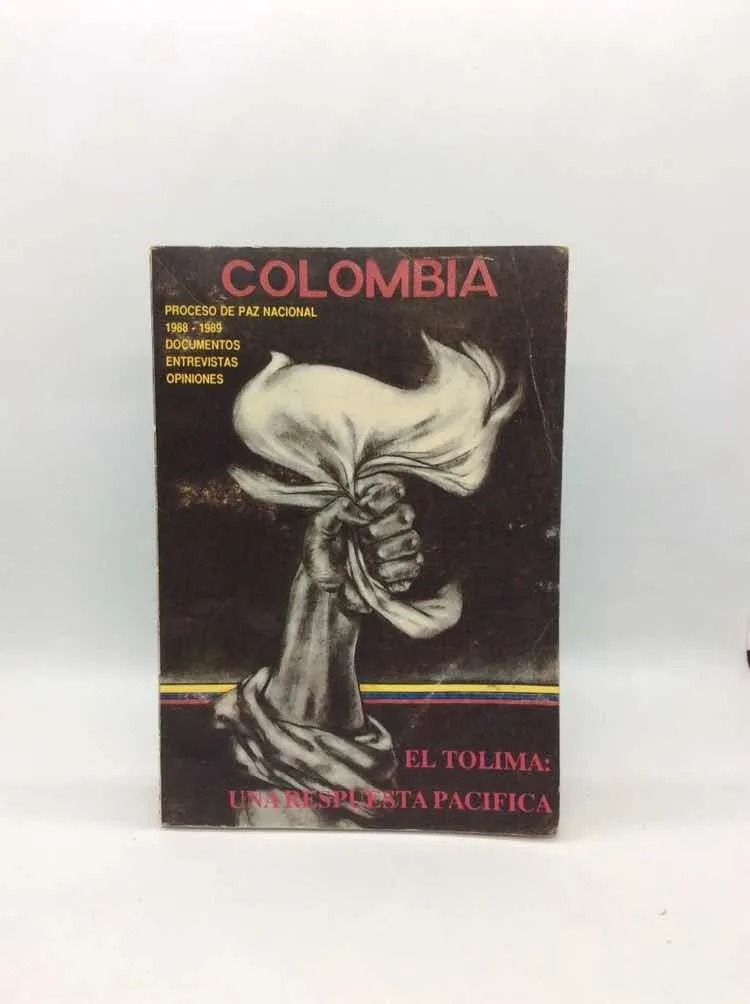 COLOMBIA
PROCESO DE PAZ NACIONAL
1988 - 1989
DOCUMENTOS
ENTREVISTAS
OPINIONES
EL TOLIMA:
UNA RESPUESTA PACIFICA